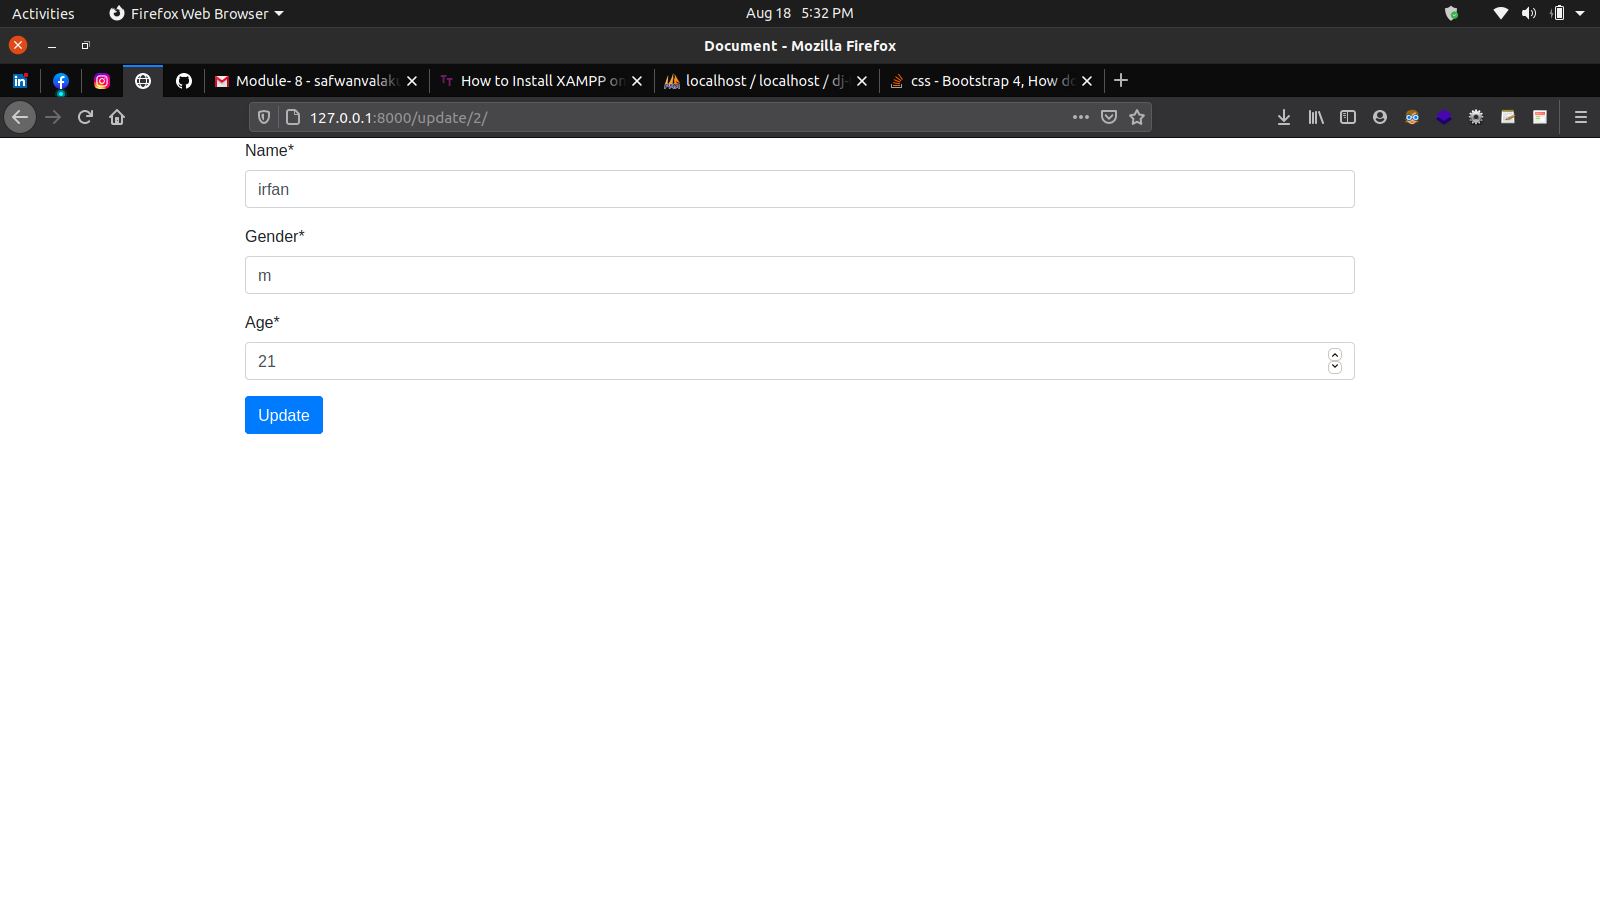 Activities Firefox Web Browser Aug 18 5:32 PM
Document - Mozilla Firefox
Module- 8 - safwanvalak How to Install XAMPP on localhost / localhost / dj- css - Bootstrap 4, How do
127.0.0.1:8000/update/2/
Name*
irfan
Gender*
m
Age*
21
Update